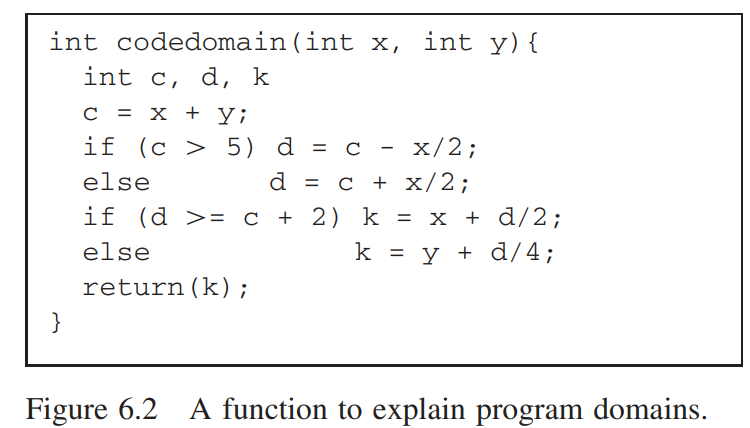 int codedomain(int x, int y){
int c, d, k
c = x + y;
if (c > 5) d = c - x/2;
else d = c + x/2;
if (d >= c + 2) k = x + d/2;
else k = y + d/4;
return(k);
}
Figure 6.2 A function to explain program domains.